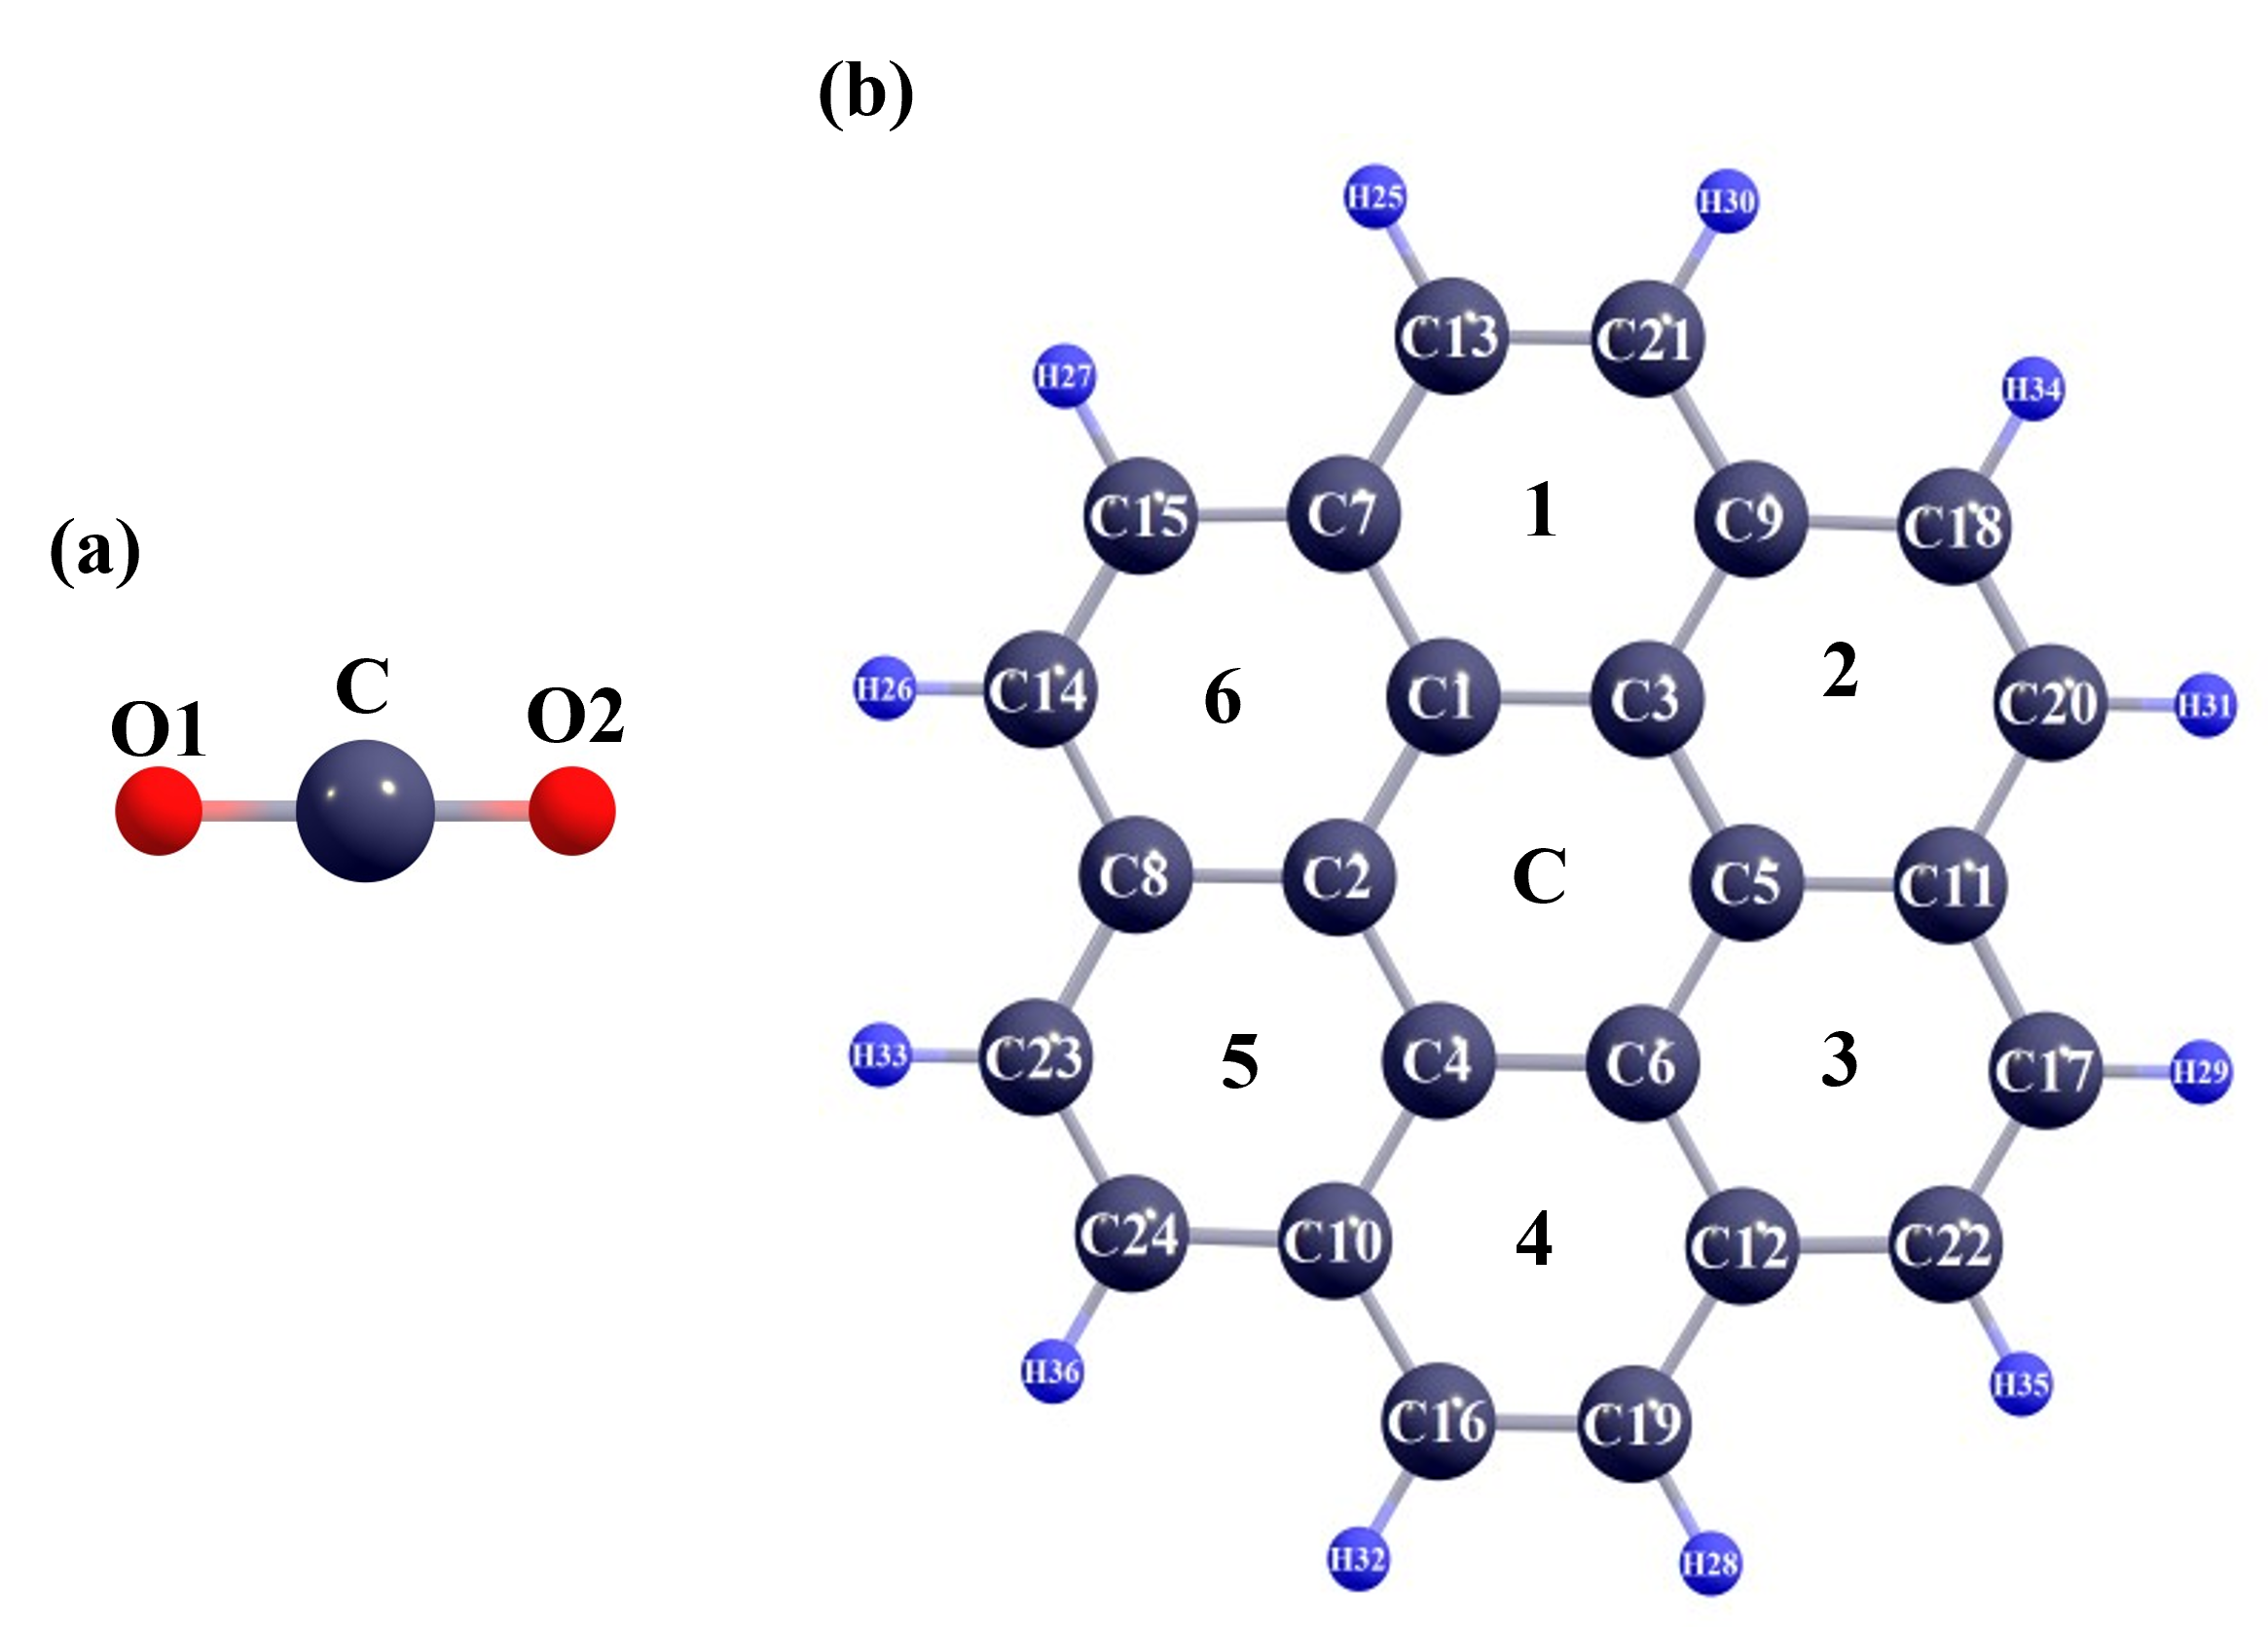 (b)
H25 H30
C13 C21
H27 H34
C15 C7 1 C9 C18
(a)
O1 C O2
H26 C14 6 C1 C3 2 C20 H31
C8 C2 C C5 C11
H33 C23 5 C4 C6 3 C17 H29
C24 C10 4 C12 C22
H36 H35
C16 C19
H32 H28